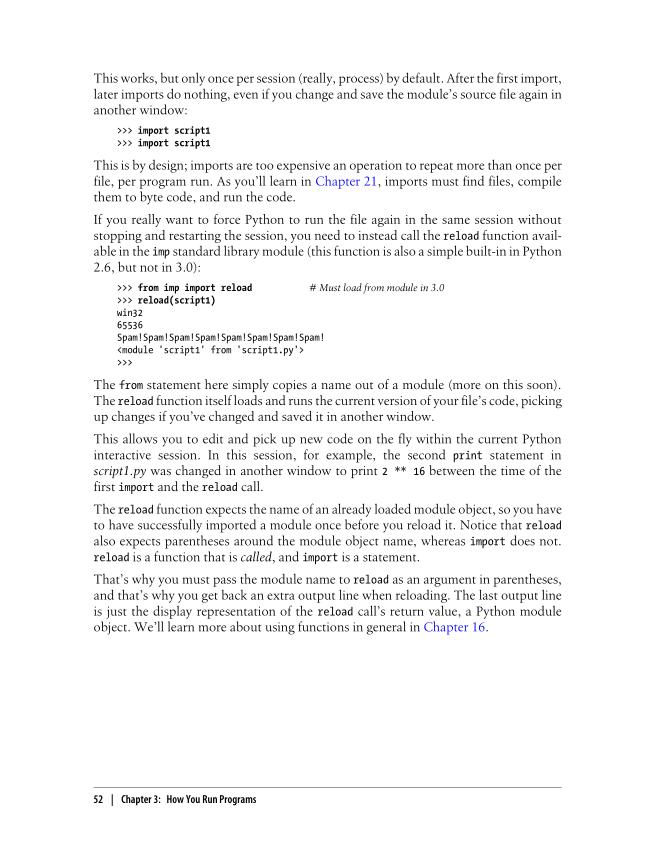 This works, but only once per session (really, process) by default. After the first import,
later imports do nothing, even if you change and save the module’s source file again in
another window:
>>> import script1
>>> import script1
This is by design; imports are too expensive an operation to repeat more than once per
file, per program run. As you’ll learn in Chapter 21, imports must find files, compile
them to byte code, and run the code.
If you really want to force Python to run the file again in the same session without
stopping and restarting the session, you need to instead call the reload function avail-
able in the imp standard library module (this function is also a simple built-in in Python
2.6, but not in 3.0):
>>> from imp import reload # Must load from module in 3.0
>>> reload(script1)
win32
65536
Spam!Spam!Spam!Spam!Spam!Spam!Spam!Spam!
<module 'script1' from 'script1.py'>
>>>
The from statement here simply copies a name out of a module (more on this soon).
The reload function itself loads and runs the current version of your file’s code, picking
up changes if you’ve changed and saved it in another window.
This allows you to edit and pick up new code on the fly within the current Python
interactive session. In this session, for example, the second print statement in
script1.py was changed in another window to print 2 ** 16 between the time of the
first import and the reload call.
The reload function expects the name of an already loaded module object, so you have
to have successfully imported a module once before you reload it. Notice that reload
also expects parentheses around the module object name, whereas import does not.
reload is a function that is called, and import is a statement.
That’s why you must pass the module name to reload as an argument in parentheses,
and that’s why you get back an extra output line when reloading. The last output line
is just the display representation of the reload call’s return value, a Python module
object. We’ll learn more about using functions in general in Chapter 16.
52 | Chapter 3: How You Run Programs